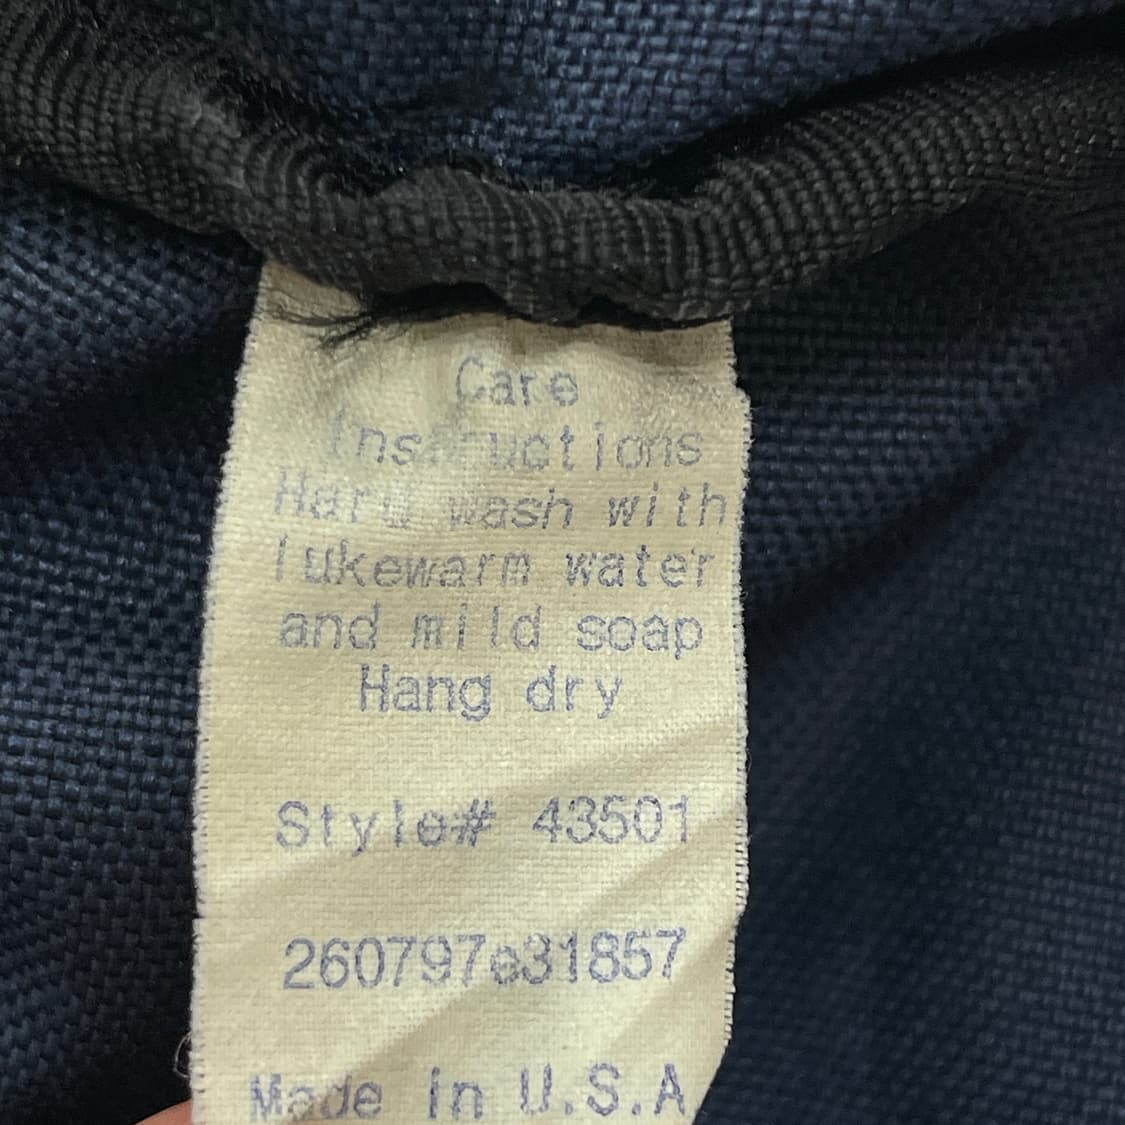 Care
Instructions
Hand wash with
lukewarm water
and mild soap
Hang dry
Style# 43501
260797e31857
Made in U.S.A